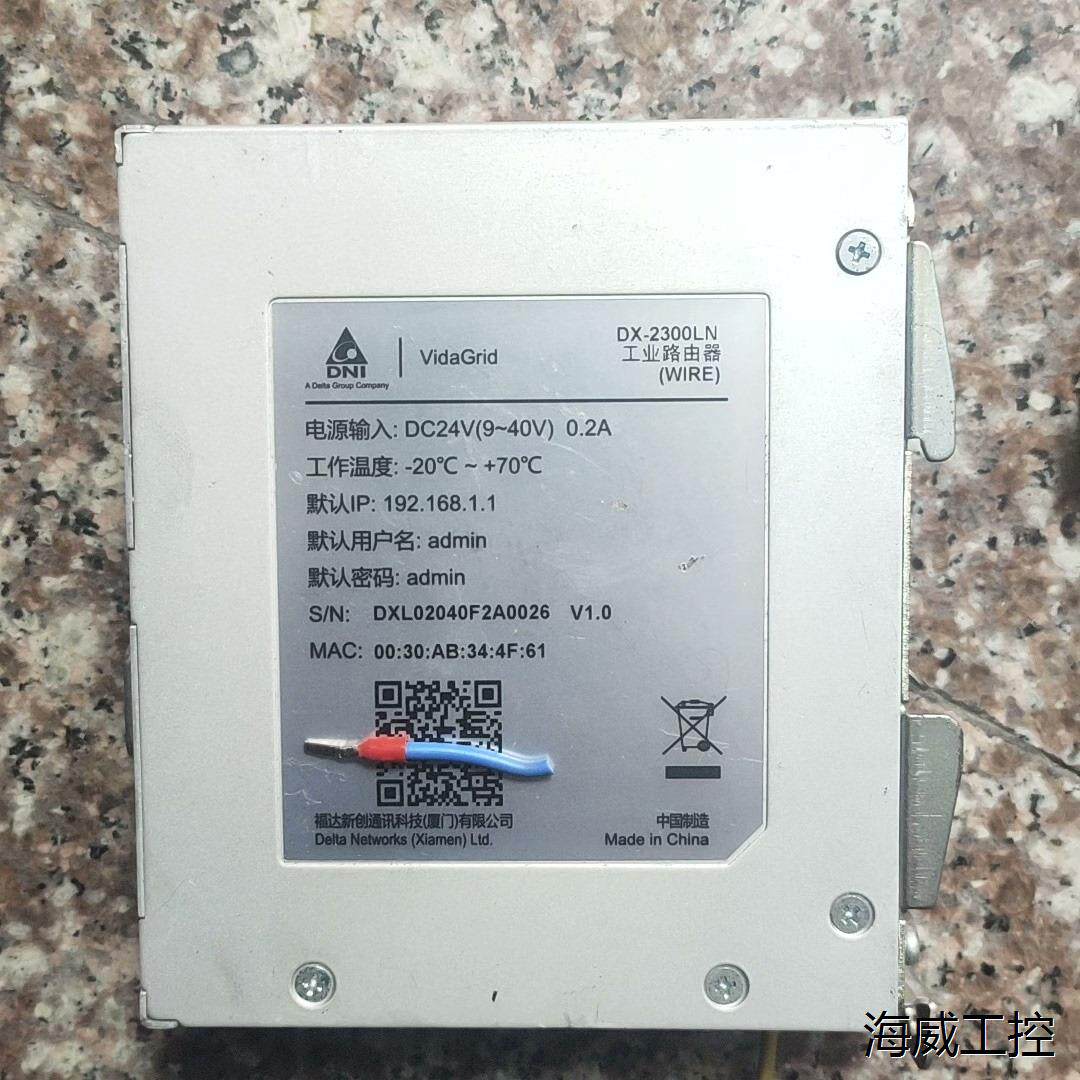 DNI
A Delta Group Company
VidaGrid
DX-2300LN
工业路由器
(WIRE)
电源输入: DC24V(9~40V) 0.2A
工作温度: -20℃ ~ +70℃
默认IP: 192.168.1.1
默认用户名: admin
默认密码: admin
S/N: DXL02040F2A0026 V1.0
MAC: 00:30:AB:34:4F:61
福达新创通讯科技(厦门)有限公司
Delta Networks (Xiamen) Ltd.
中国制造
Made in China
海威工控